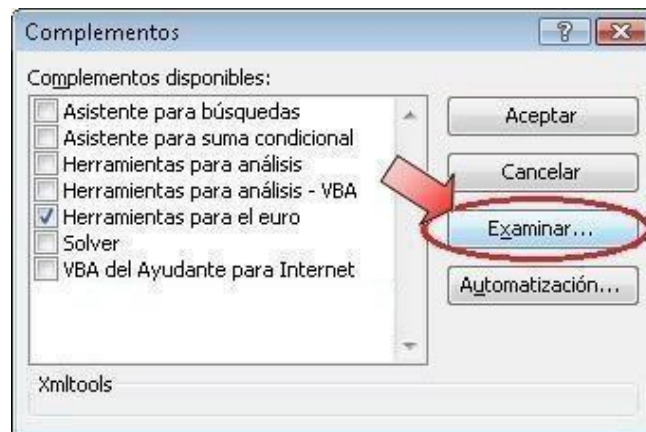 Complementos
Complementos disponibles:
Asistente para búsquedas
Asistente para suma condicional
Herramientas para análisis
Herramientas para análisis - VBA
Herramientas para el euro
Solver
VBA del Ayudante para Internet
Aceptar
Cancelar
Examinar...
Automatización...
Xmltools